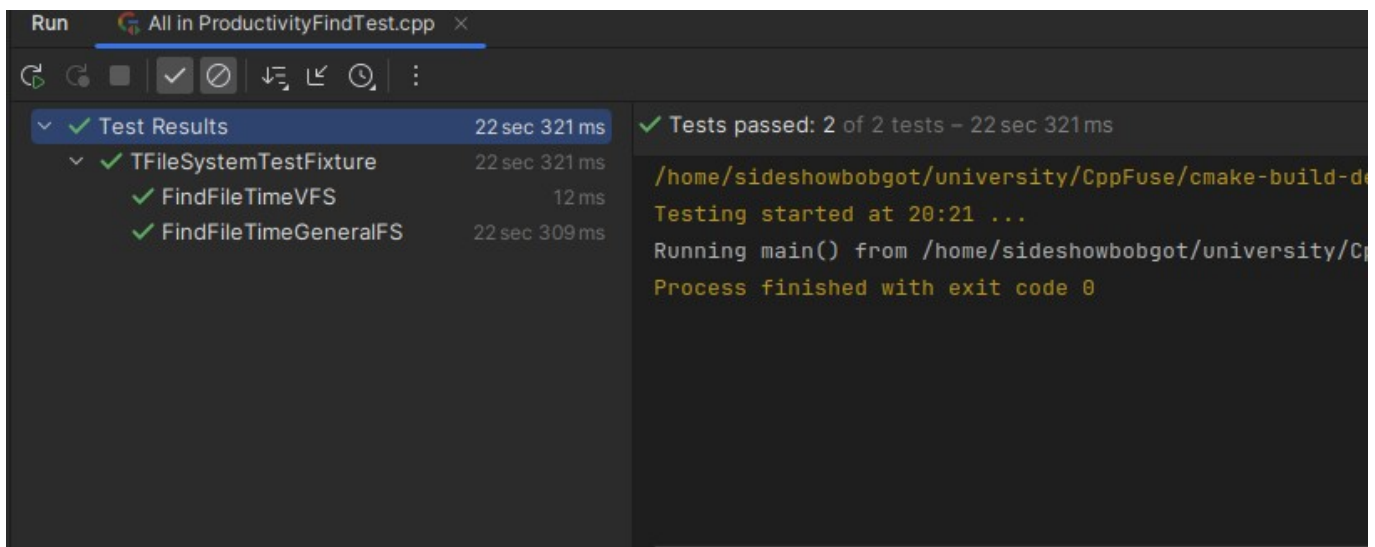 Run All in ProductivityFindTest.cpp
Test Results 22 sec 321 ms
TFileSystemTestFixture 22 sec 321 ms
FindFileTimeVFS 12 ms
FindFileTimeGeneralFS 22 sec 309 ms
Tests passed: 2 of 2 tests – 22 sec 321 ms
/home/sideshowbobgot/university/CppFuse/cmake-build-de
Testing started at 20:21 ...
Running main() from /home/sideshowbobgot/university/Cp
Process finished with exit code 0